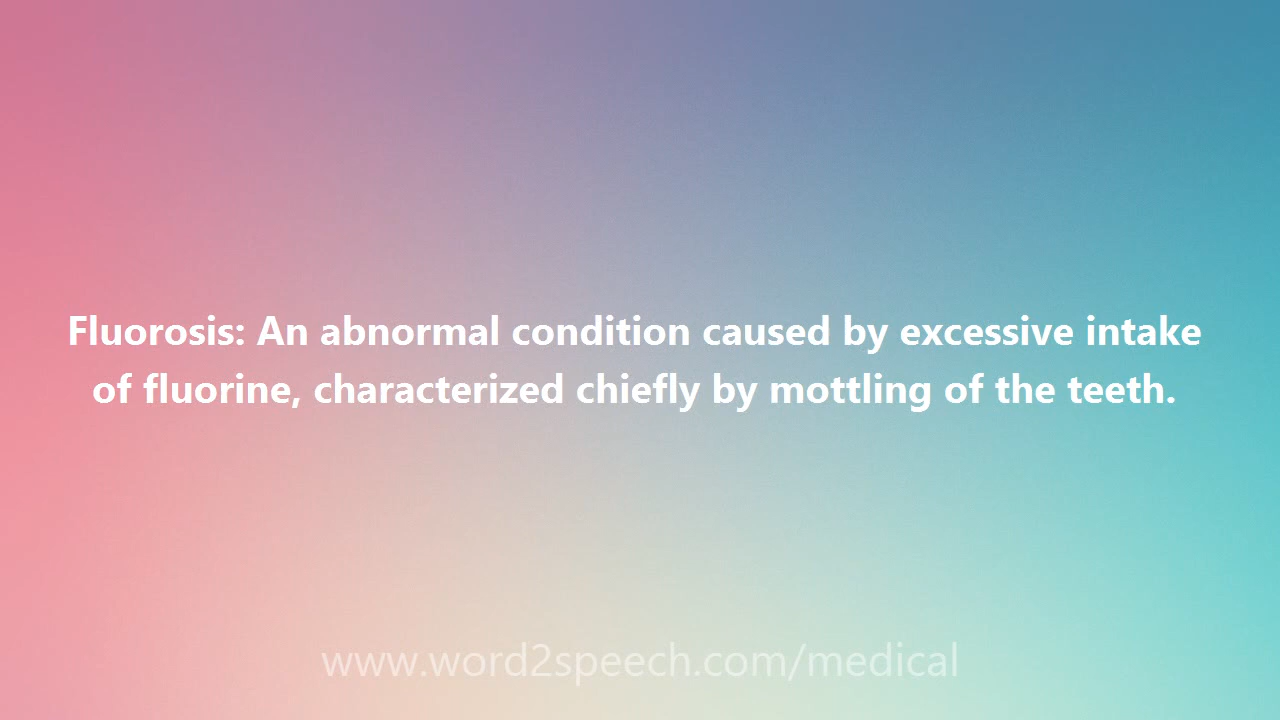 Fluorosis: An abnormal condition caused by excessive intake
of fluorine, characterized chiefly by mottling of the teeth.
www.word2speech.com/medical